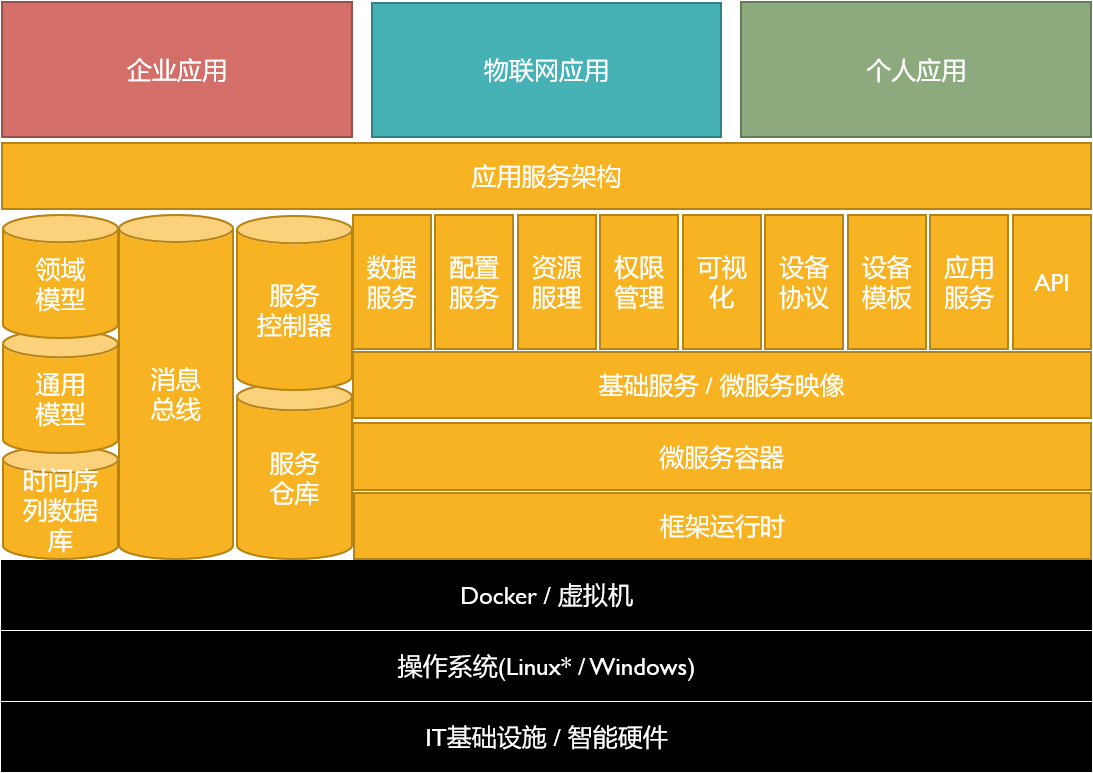 企业应用
物联网应用
个人应用
应用服务架构
领域
模型
通用
模型
时间序
列数据
库
消息
总线
服务
控制器
服务
仓库
数据
服务
配置
服务
资源
服理
权限
管理
可视
化
设备
协议
设备
模板
应用
服务
API
基础服务 / 微服务映像
微服务容器
框架运行时
Docker / 虚拟机
操作系统(Linux* / Windows)
IT基础设施 / 智能硬件